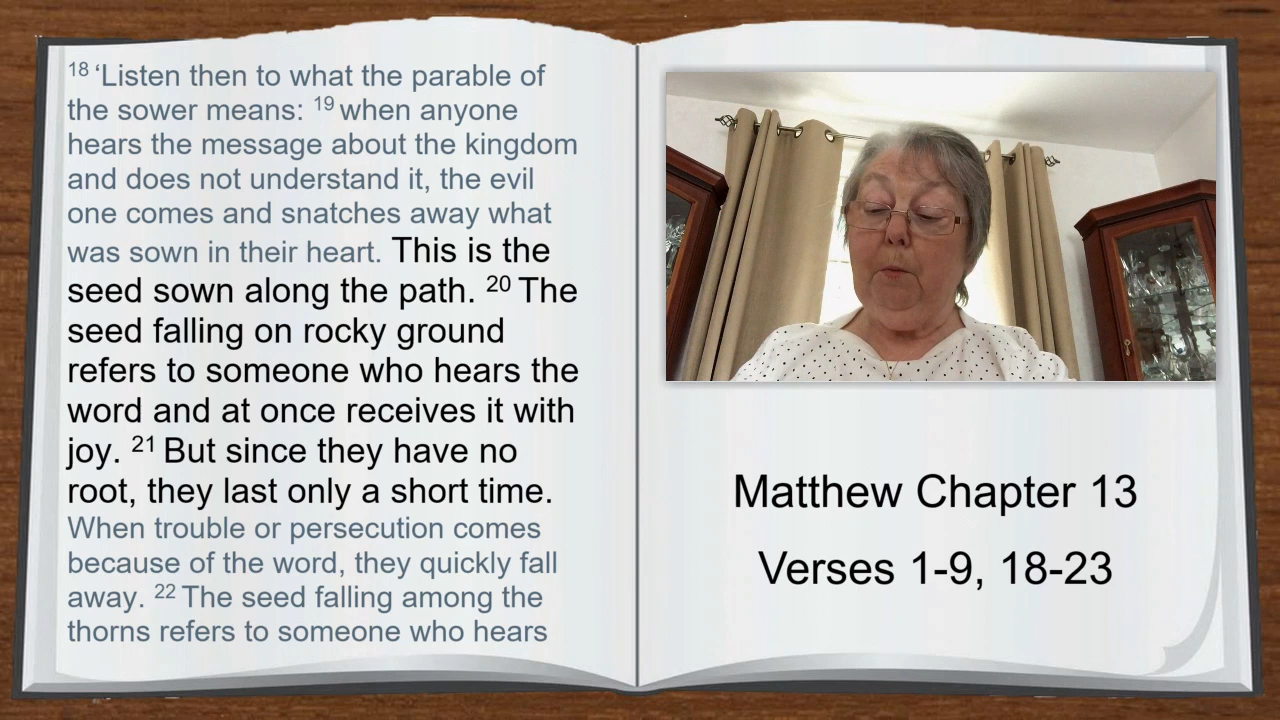 18 ‘Listen then to what the parable of
the sower means: 19 when anyone
hears the message about the kingdom
and does not understand it, the evil
one comes and snatches away what
was sown in their heart. This is the
seed sown along the path. 20 The
seed falling on rocky ground
refers to someone who hears the
word and at once receives it with
joy. 21 But since they have no
root, they last only a short time.
When trouble or persecution comes
because of the word, they quickly fall
away. 22 The seed falling among the
thorns refers to someone who hears
Matthew Chapter 13
Verses 1-9, 18-23